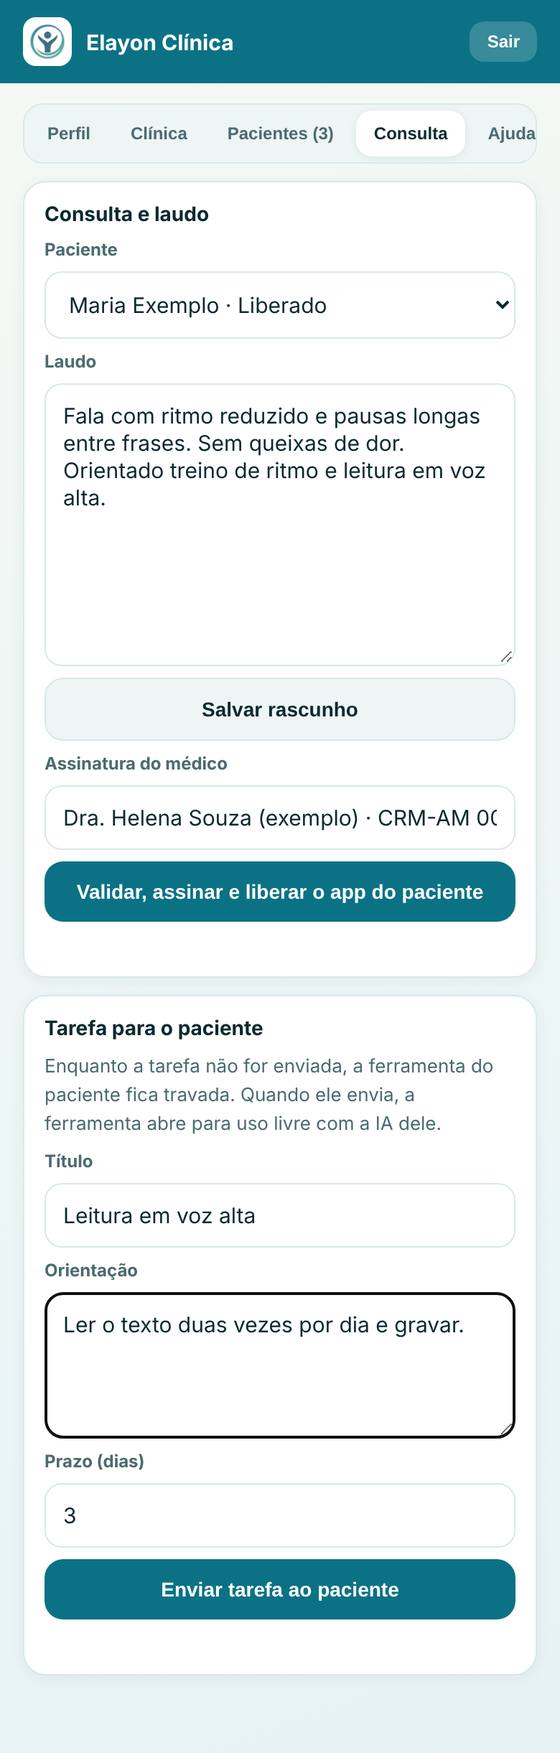 Elayon Clínica
Sair
Perfil
Clínica
Pacientes (3)
Consulta
Ajuda
Consulta e laudo
Paciente
Maria Exemplo · Liberado
Laudo
Fala com ritmo reduzido e pausas longas
entre frases. Sem queixas de dor.
Orientado treino de ritmo e leitura em voz
alta.
Salvar rascunho
Assinatura do médico
Dra. Helena Souza (exemplo) · CRM-AM 00
Validar, assinar e liberar o app do paciente
Tarefa para o paciente
Enquanto a tarefa não for enviada, a ferramenta do
paciente fica travada. Quando ele envia, a
ferramenta abre para uso livre com a IA dele.
Título
Leitura em voz alta
Orientação
Ler o texto duas vezes por dia e gravar.
Prazo (dias)
3
Enviar tarefa ao paciente